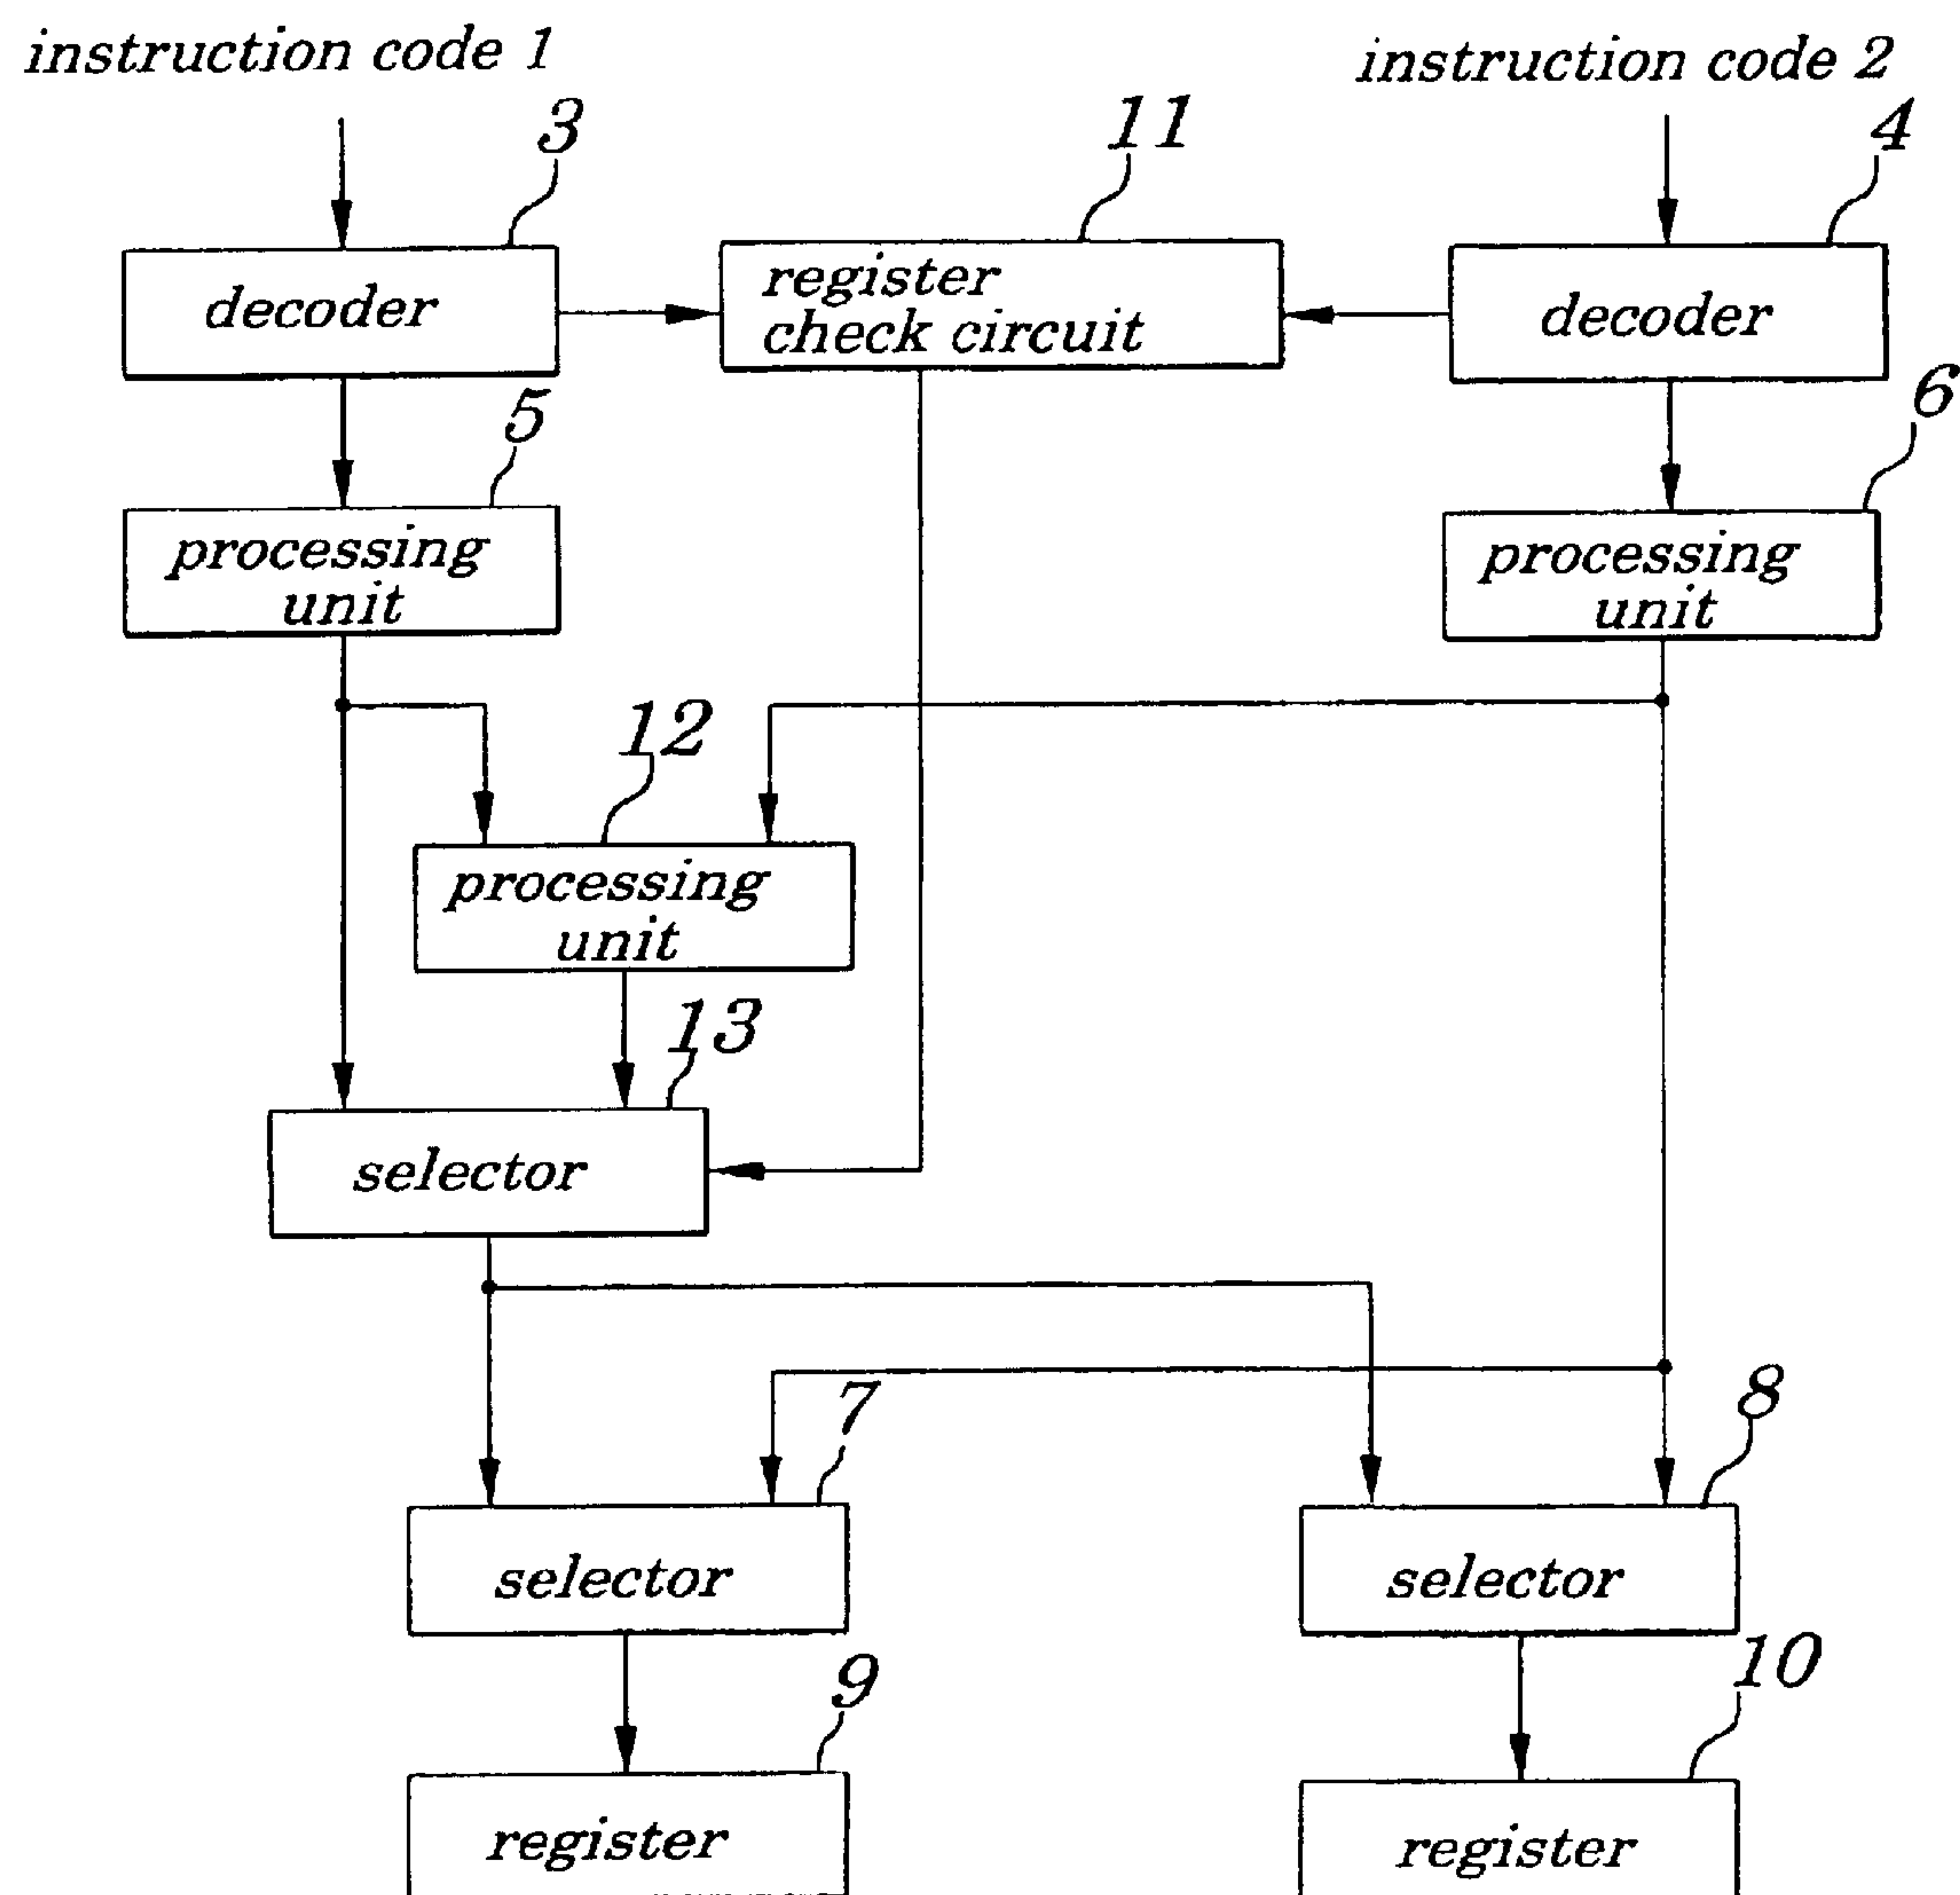 instruction code 1
instruction code 2
3
11
4
decoder
register
check circuit
decoder
5
6
processing
unit
processing
unit
12
processing
unit
13
selector
7
8
selector
selector
9
10
register
register